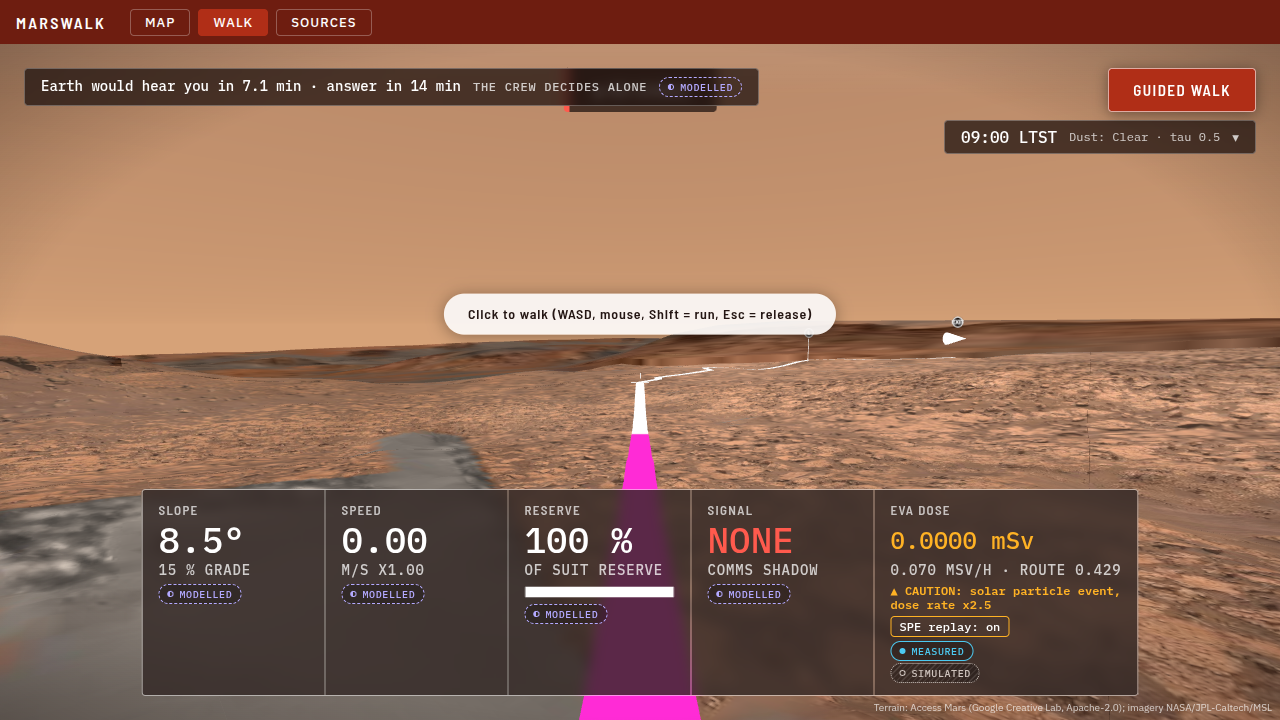 MARSWALK
MAP
WALK
SOURCES
Earth would hear you in 7.1 min · answer in 14 min THE CREW DECIDES ALONE ◐ MODELLED
GUIDED WALK
09:00 LTST Dust: Clear · tau 0.5 ▼
Click to walk (WASD, mouse, Shift = run, Esc = release)
SLOPE
8.5°
15 % GRADE
◐ MODELLED
SPEED
0.00
M/S X1.00
◐ MODELLED
RESERVE
100 %
OF SUIT RESERVE
◐ MODELLED
SIGNAL
NONE
COMMS SHADOW
◐ MODELLED
EVA DOSE
0.0000 mSv
0.070 MSV/H · ROUTE 0.429
▲ CAUTION: solar particle event,
dose rate x2.5
SPE replay: on
● MEASURED
○ SIMULATED
Terrain: Access Mars (Google Creative Lab, Apache-2.0); imagery NASA/JPL-Caltech/MSL